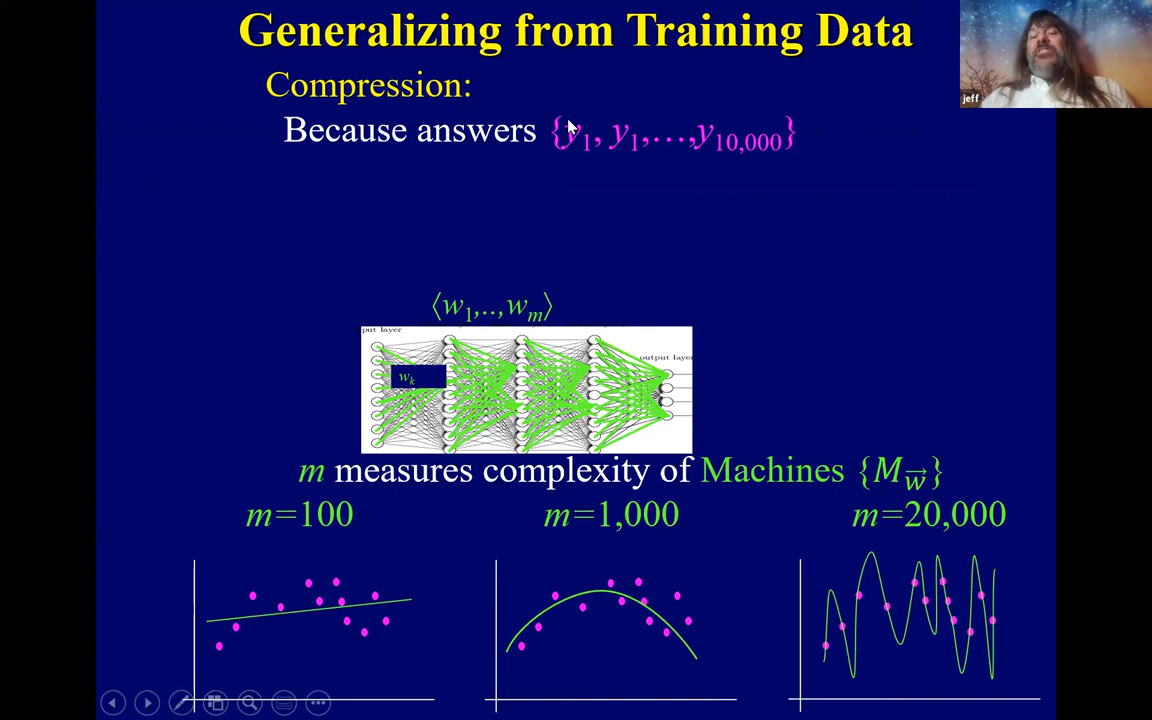 Generalizing from Training Data
jeff
Compression:
Because answers {y₁, y₁,…,y₁₀,₀₀₀}
⟨w₁,..,wₘ⟩
put layer
output layer
wₖ
m measures complexity of Machines {M_w⃗}
m=100
m=1,000
m=20,000